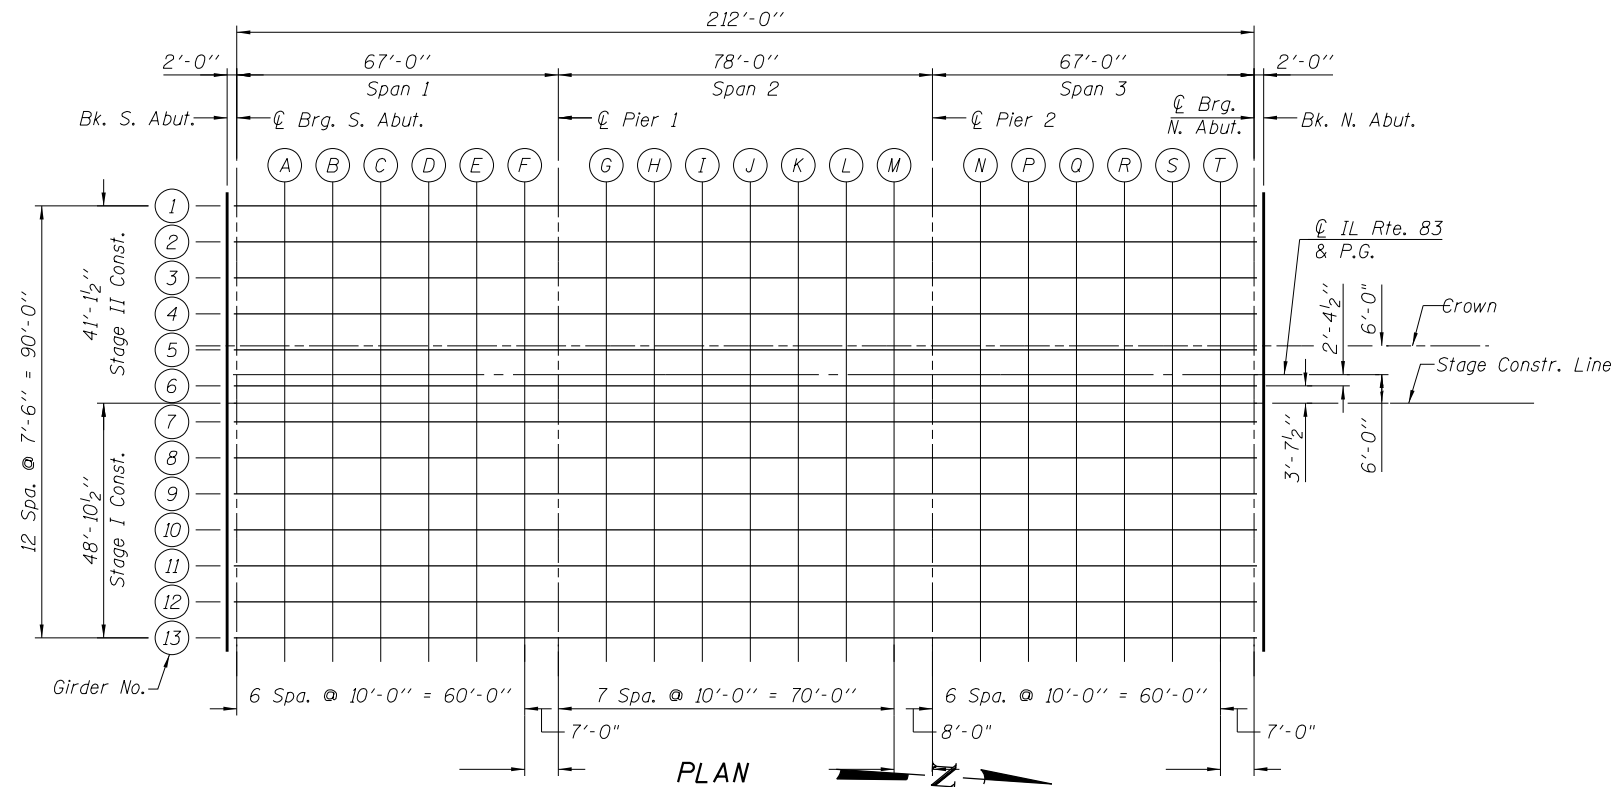 212'-0"
2'-0"
67'-0"
78'-0"
67'-0"
2'-0"
Span 1
Span 2
Span 3
Bk. S. Abut.
℄ Brg. S. Abut.
℄ Pier 1
℄ Pier 2
℄ Brg.
N. Abut.
Bk. N. Abut.
A B C D E F G H I J K L M N P Q R S T
1
2
3
4
5
6
7
8
9
10
11
12
13
12 Spa. @ 7'-6" = 90'-0"
41'-1½"
Stage II Const.
48'-10½"
Stage I Const.
Girder No.
℄ IL Rte. 83
& P.G.
2'-4½"
6'-0"
Crown
Stage Constr. Line
3'-7½"
6'-0"
6 Spa. @ 10'-0" = 60'-0"
7 Spa. @ 10'-0" = 70'-0"
6 Spa. @ 10'-0" = 60'-0"
7'-0"
8'-0"
7'-0"
PLAN
N